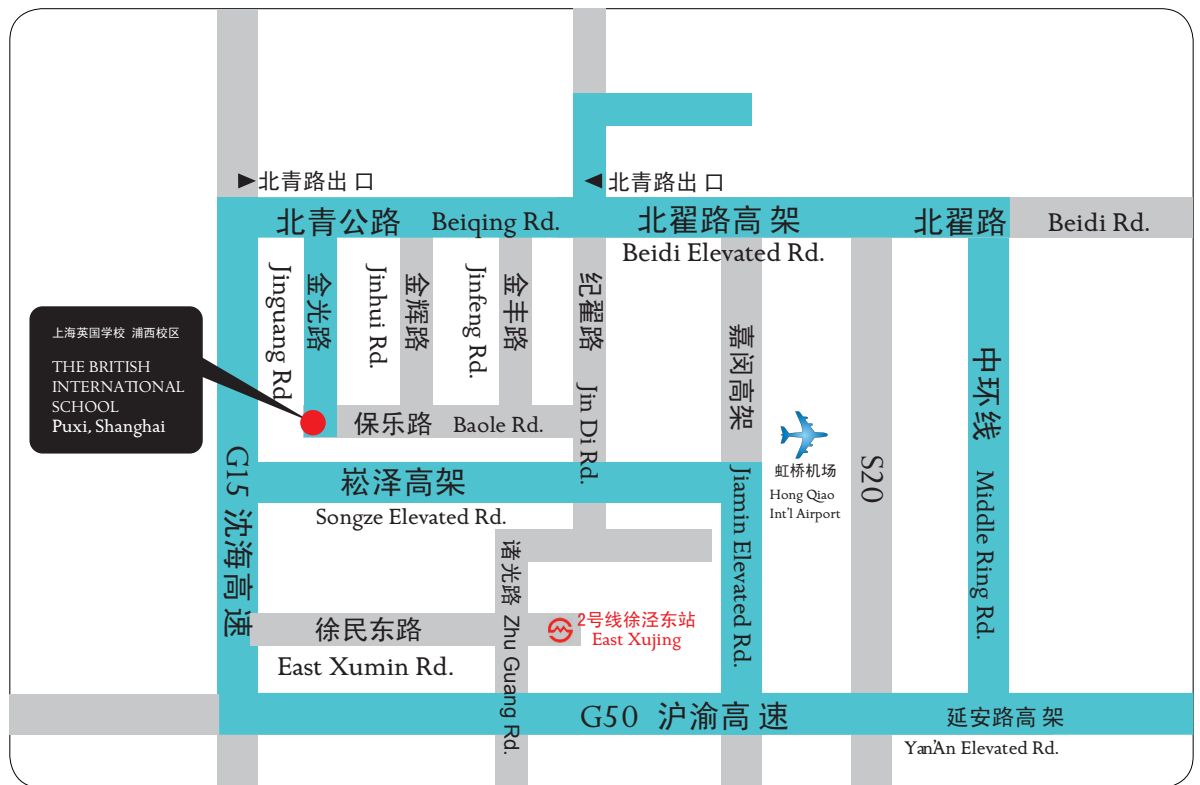 北青路出口
北青路出口
北青公路
Beiqing Rd.
北翟路高架
Beidi Elevated Rd.
北翟路
Beidi Rd.
Jinguang Rd
金光路
Jinhui Rd.
金辉路
Jinfeng Rd.
金丰路
纪翟路
Jin Di Rd.
嘉闵高架
Jiamin Elevated Rd.
中环线
Middle Ring Rd.
上海英国学校 浦西校区
THE BRITISH
INTERNATIONAL
SCHOOL
Puxi, Shanghai
保乐路
Baole Rd.
虹桥机场
Hong Qiao
Int'l Airport
S20
G15 沈海高速
崧泽高架
Songze Elevated Rd.
诸光路
Zhu Guang Rd.
2号线徐泾东站
East Xujing
徐民东路
East Xumin Rd.
G50 沪渝高速
延安路高架
Yan'An Elevated Rd.